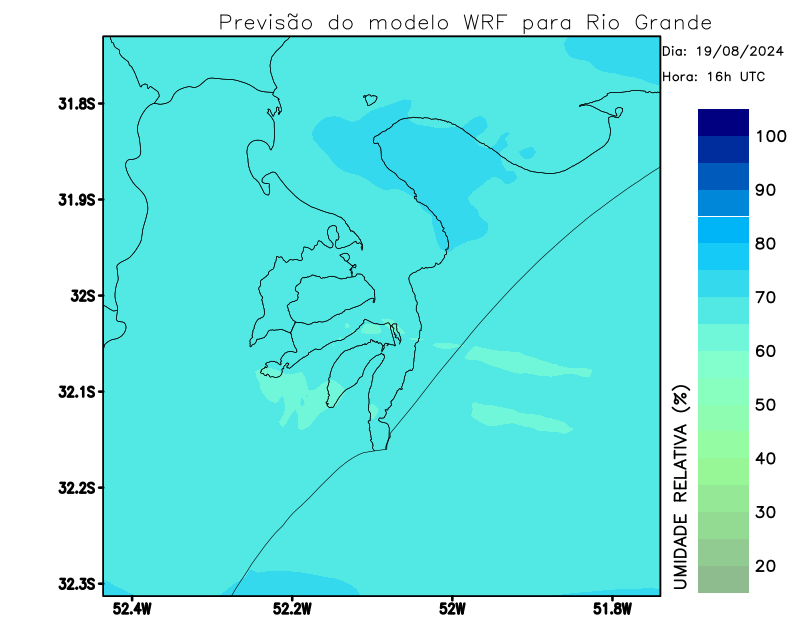 Previsão do modelo WRF para Rio Grande
Dia: 19/08/2024
Hora: 16h UTC
31.8S
31.9S
32S
32.1S
32.2S
32.3S
52.4W
52.2W
52W
51.8W
100
90
80
70
60
50
40
30
20
UMIDADE RELATIVA (%)